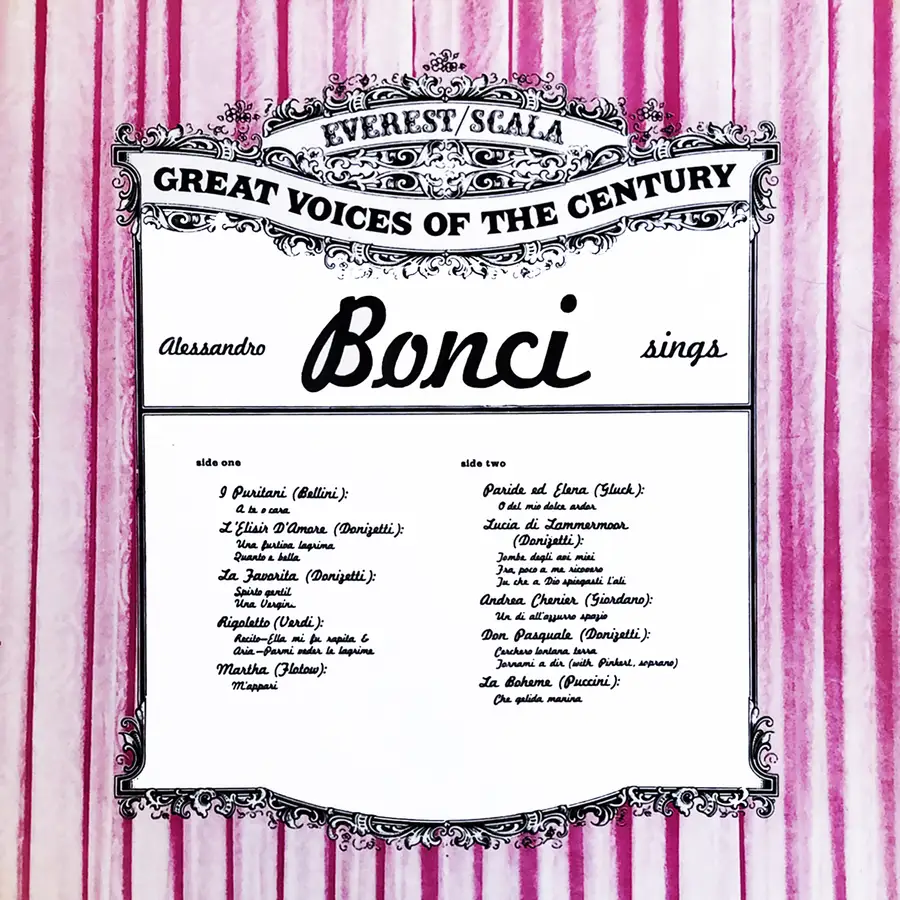 EVEREST/SCALA
GREAT VOICES OF THE CENTURY
Alessandro Bonci sings
side one
I Puritani (Bellini):
A te o cara
L'Elisir D'Amore (Donizetti):
Una furtiva lagrima
Quanto e bella
La Favorita (Donizetti):
Spirto gentil
Una Vergin
Rigoletto (Verdi):
Recita—Ella mi fu rapita &
Aria—Parmi veder le lagrime
Martha (Flotow):
M'appari
side two
Paride ed Elena (Gluck):
O del mio dolce ardor
Lucia di Lammermoor
(Donizetti):
Tombe degli avi miei
Fra poco a me ricovero
Tu che a Dio spiegasti l'ali
Andrea Chenier (Giordano):
Un di all'azzurro spazio
Don Pasquale (Donizetti):
Cerchero lontana terra
Tornami a dir (with Pinkert, soprano)
La Boheme (Puccini):
Che gelida manina